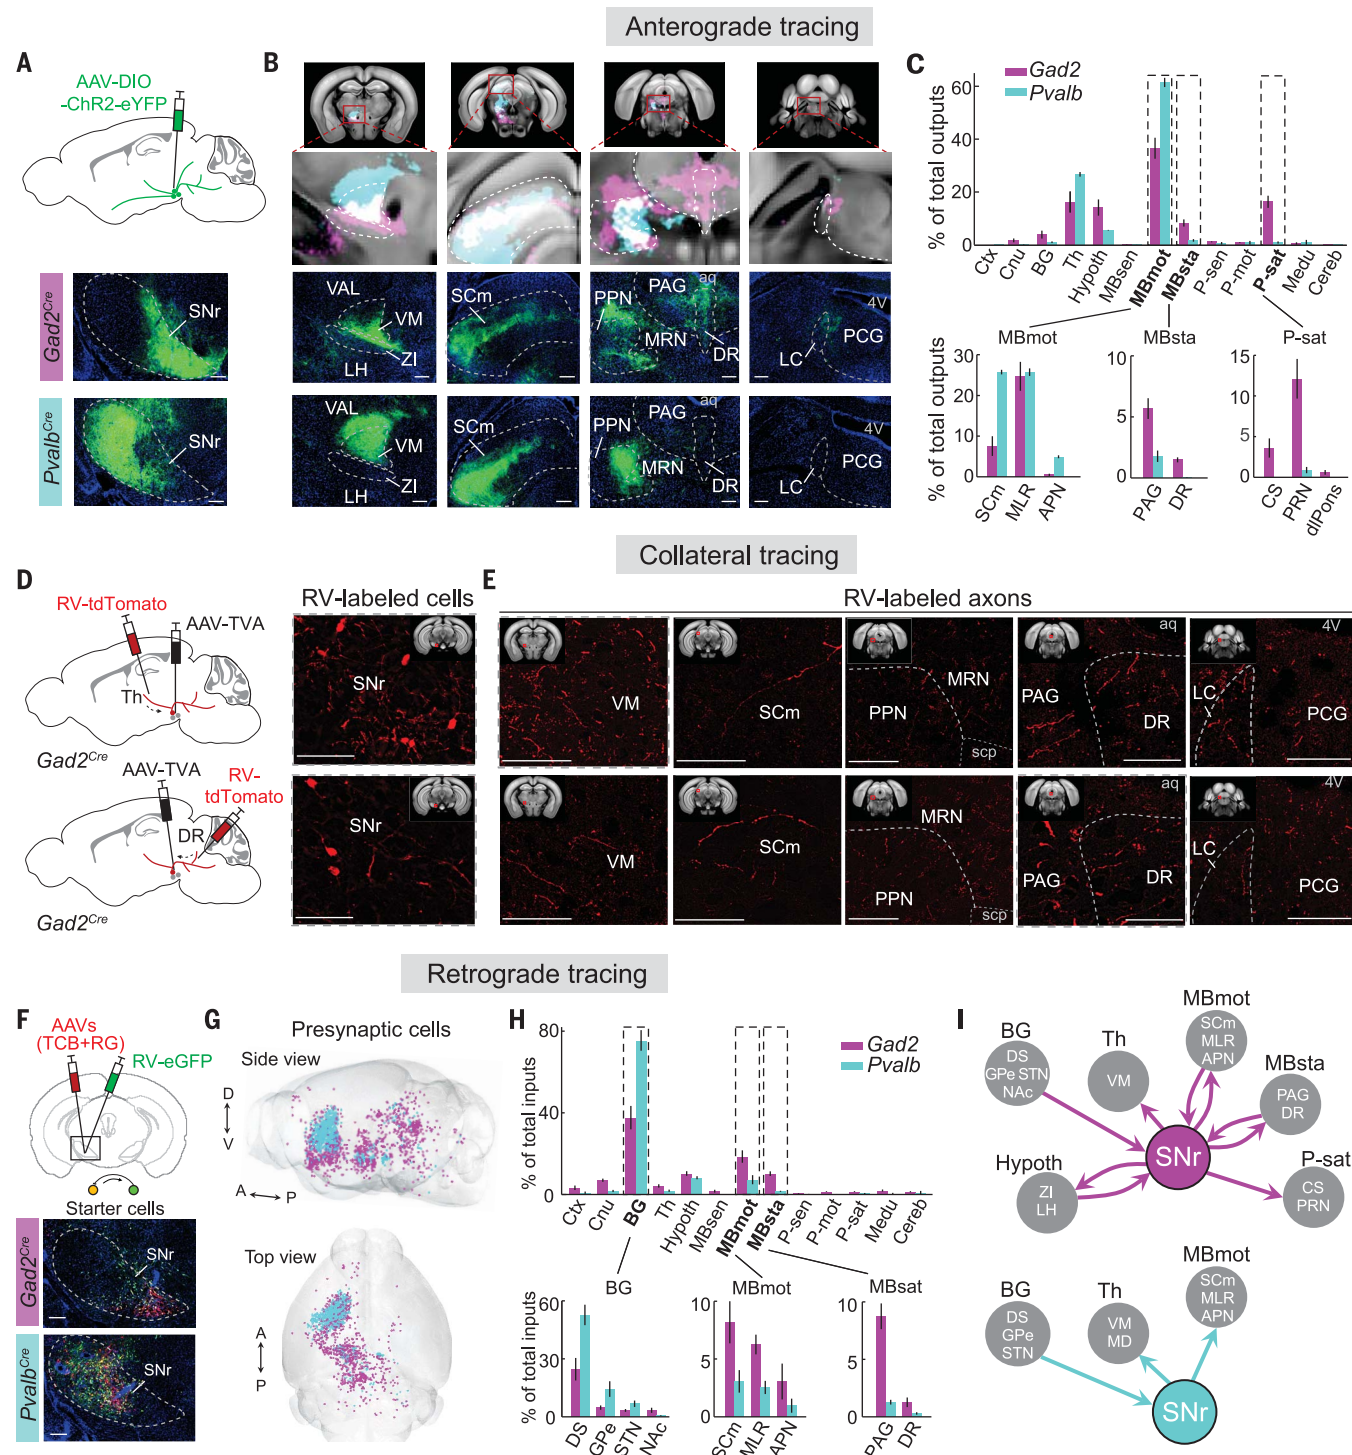 Anterograde tracing
A
AAV-DIO
-ChR2-eYFP
Gad2Cre
SNr
Pvalb Cre
SNr
B
VAL
VM
ZI
LH
SCm
PPN
PAG
aq
MRN
DR
4V
LC
PCG
VAL
VM
ZI
LH
SCm
PPN
PAG
aq
MRN
DR
4V
LC
PCG
C
Gad2
Pvalb
% of total outputs
60
40
20
0
Ctx
Cnu
BG
Th
Hypoth
MBsen
MBmot
MBsta
P-sen
P-mot
P-sat
Medu
Cereb
MBmot
% of total outputs
30
20
10
0
SCm
MLR
APN
MBsta
10
5
0
PAG
DR
P-sat
15
12
9
6
3
0
CS
PRN
dlPons
Collateral tracing
D
RV-tdTomato
AAV-TVA
Th
Gad2Cre
AAV-TVA
RV-
tdTomato
DR
Gad2Cre
RV-labeled cells
SNr
SNr
E
RV-labeled axons
VM
SCm
MRN
PPN
scp
aq
PAG
DR
4V
LC
PCG
VM
SCm
MRN
PPN
scp
aq
PAG
DR
4V
LC
PCG
Retrograde tracing
F
AAVs
(TCB+RG)
RV-eGFP
Starter cells
Gad2Cre
SNr
PvalbCre
SNr
G
Presynaptic cells
Side view
D
V
A
P
Top view
A
P
H
Gad2
Pvalb
% of total inputs
80
40
0
Ctx
Cnu
BG
Th
Hypoth
MBsen
MBmot
MBsta
P-sen
P-mot
P-sat
Medu
Cereb
BG
% of total inputs
60
30
0
DS
GPe
STN
NAc
MBmot
10
5
0
SCm
MLR
APN
MBsat
10
5
0
PAG
DR
I
BG
DS
GPe STN
NAc
Th
VM
MBmot
SCm
MLR
APN
MBsta
PAG
DR
SNr
Hypoth
ZI
LH
P-sat
CS
PRN
BG
DS
GPe
STN
Th
VM
MD
MBmot
SCm
MLR
APN
SNr